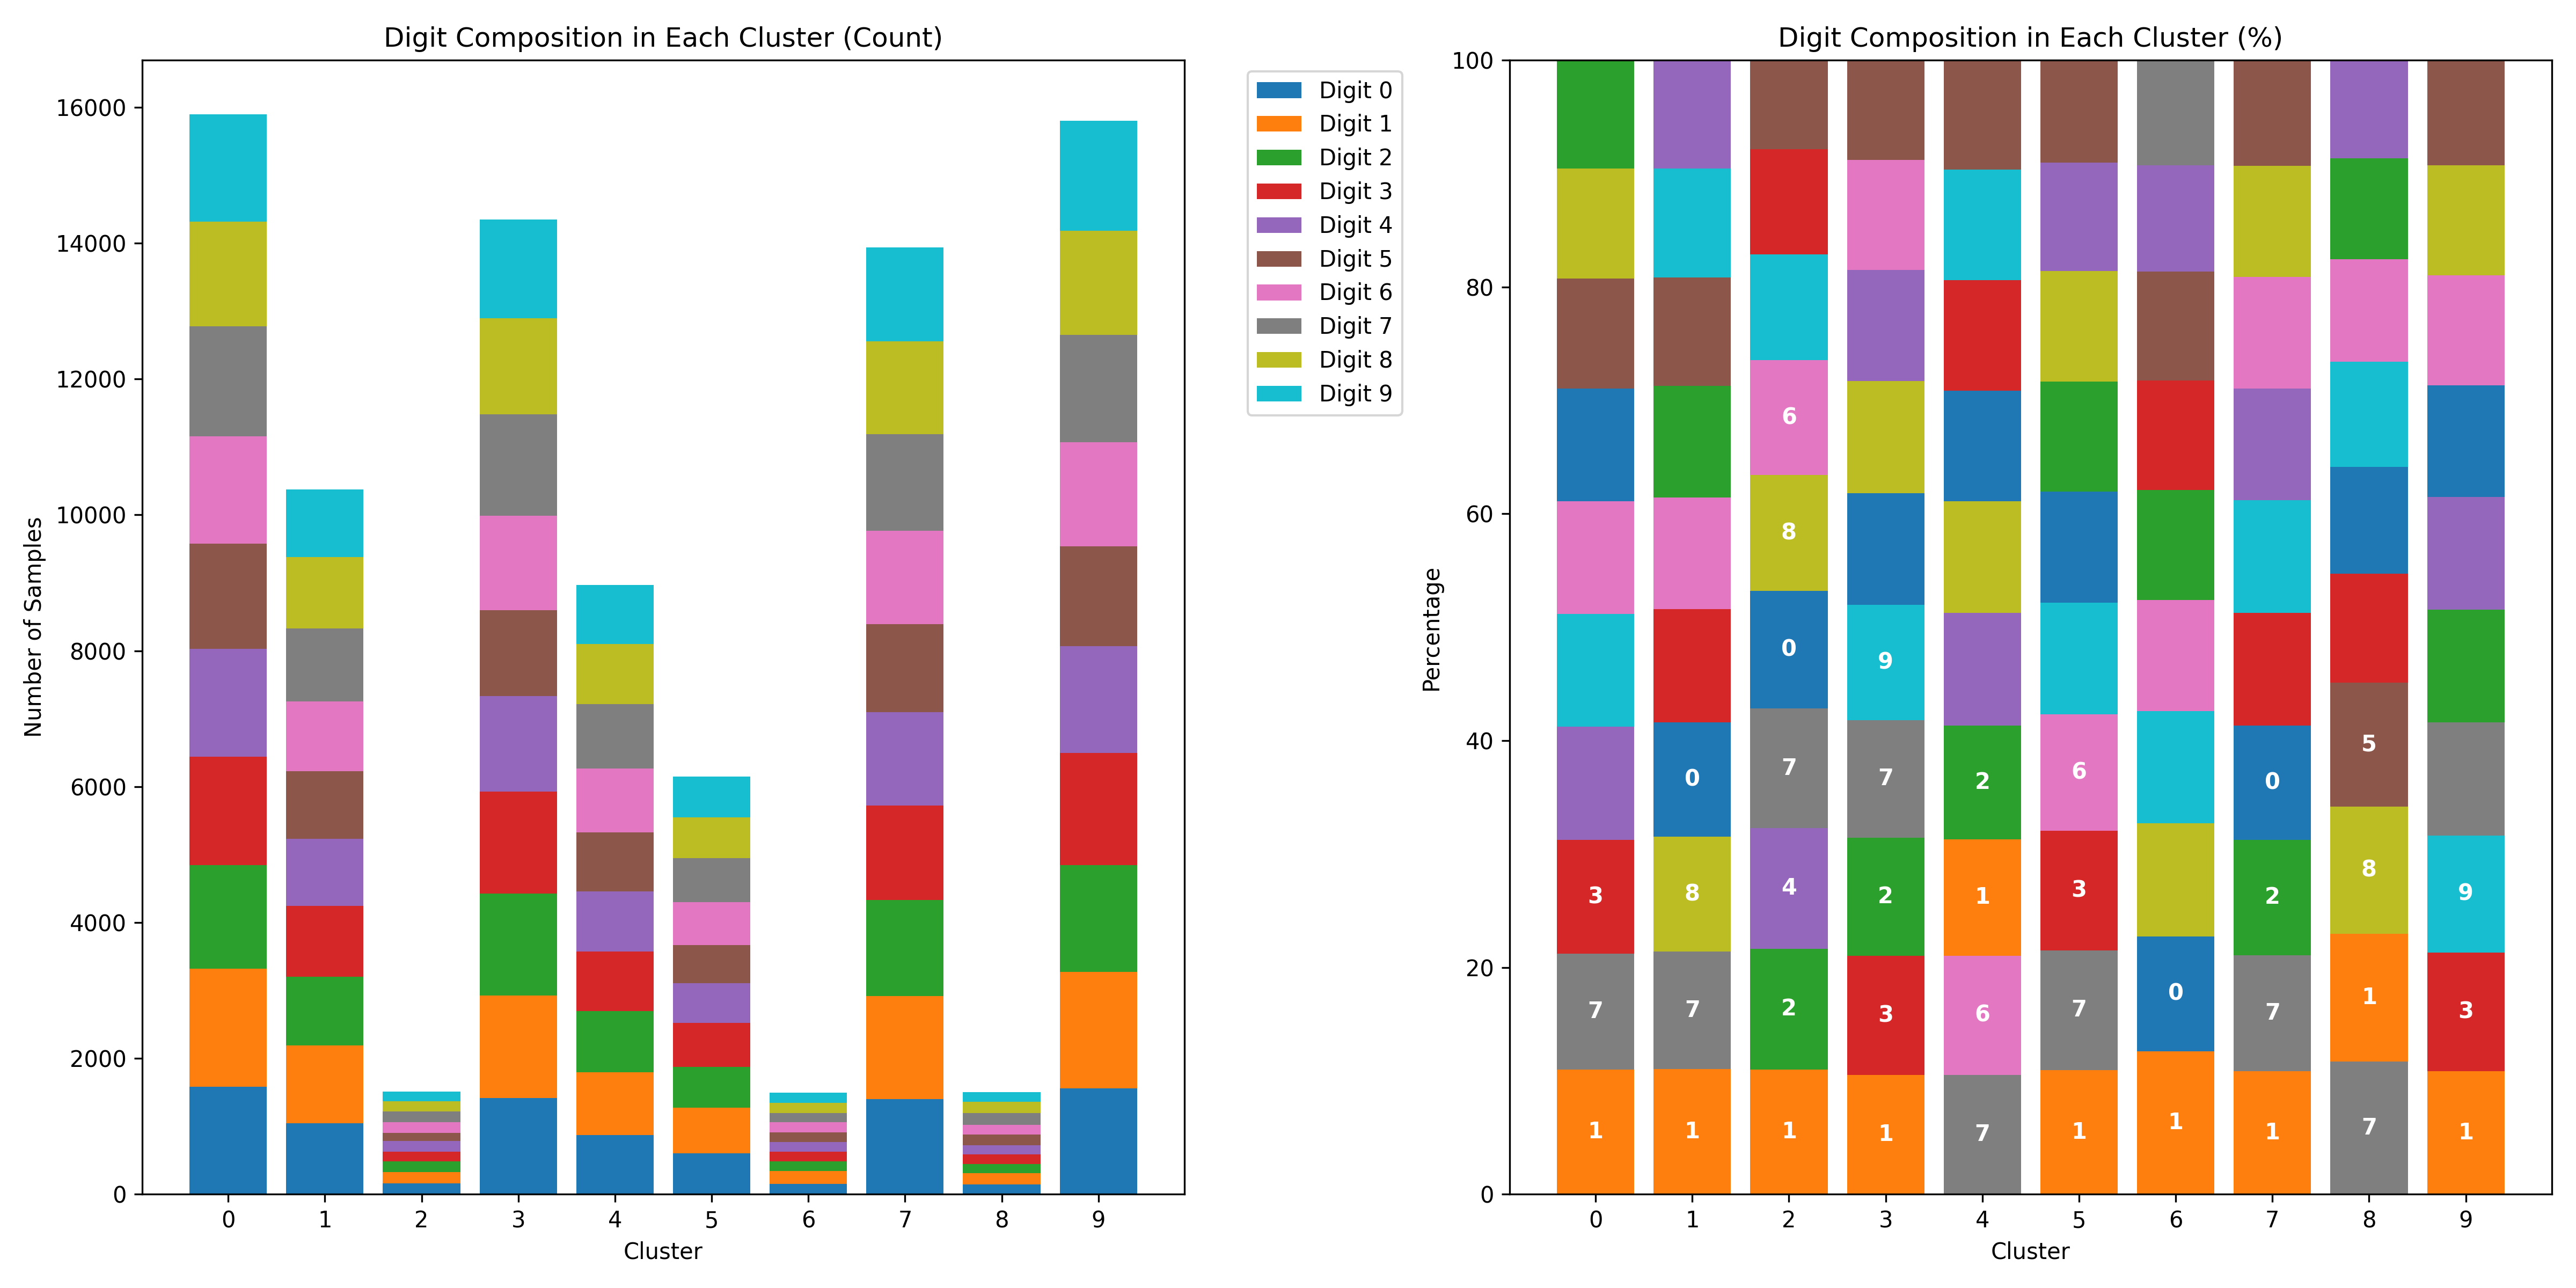 Digit Composition in Each Cluster (Count)
Number of Samples
16000
14000
12000
10000
8000
6000
4000
2000
0
0 1 2 3 4 5 6 7 8 9
Cluster
Digit 0
Digit 1
Digit 2
Digit 3
Digit 4
Digit 5
Digit 6
Digit 7
Digit 8
Digit 9
Digit Composition in Each Cluster (%)
Percentage
100
80
60
40
20
0
6
8
0
9
5
7 7
0 2 6 0
8
3 8 4 2 1 3 2 9
0
7 7 2 3 6 7 7 1 3
1 1 1 1 7 1 1 1 7 1
0 1 2 3 4 5 6 7 8 9
Cluster